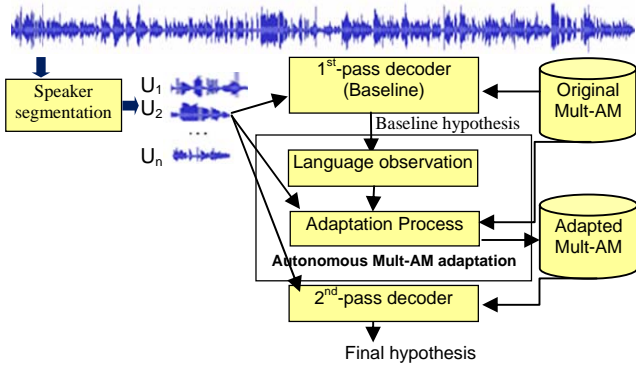 Speaker
segmentation
U1
U2
...
Un
1st-pass decoder
(Baseline)
Original
Mult-AM
Baseline hypothesis
Language observation
Adaptation Process
Adapted
Mult-AM
Autonomous Mult-AM adaptation
2nd-pass decoder
Final hypothesis